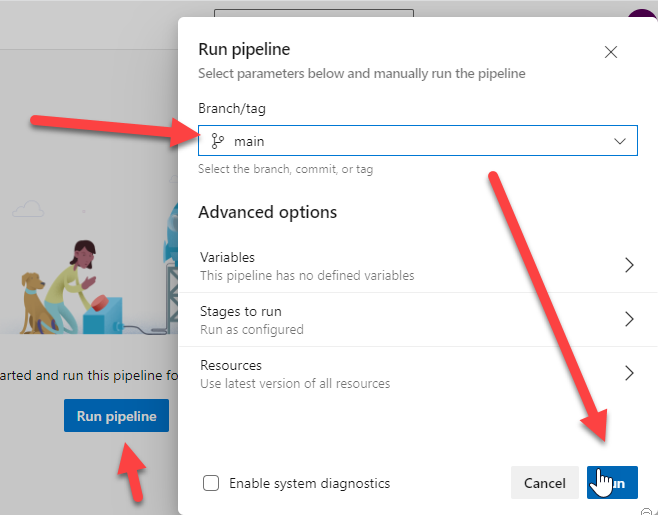 Run pipeline
Select parameters below and manually run the pipeline
Branch/tag
main
Select the branch, commit, or tag
Advanced options
Variables
This pipeline has no defined variables
Stages to run
Run as configured
Resources
Use latest version of all resources
arted and run this pipeline fo
Run pipeline
Enable system diagnostics
Cancel
un